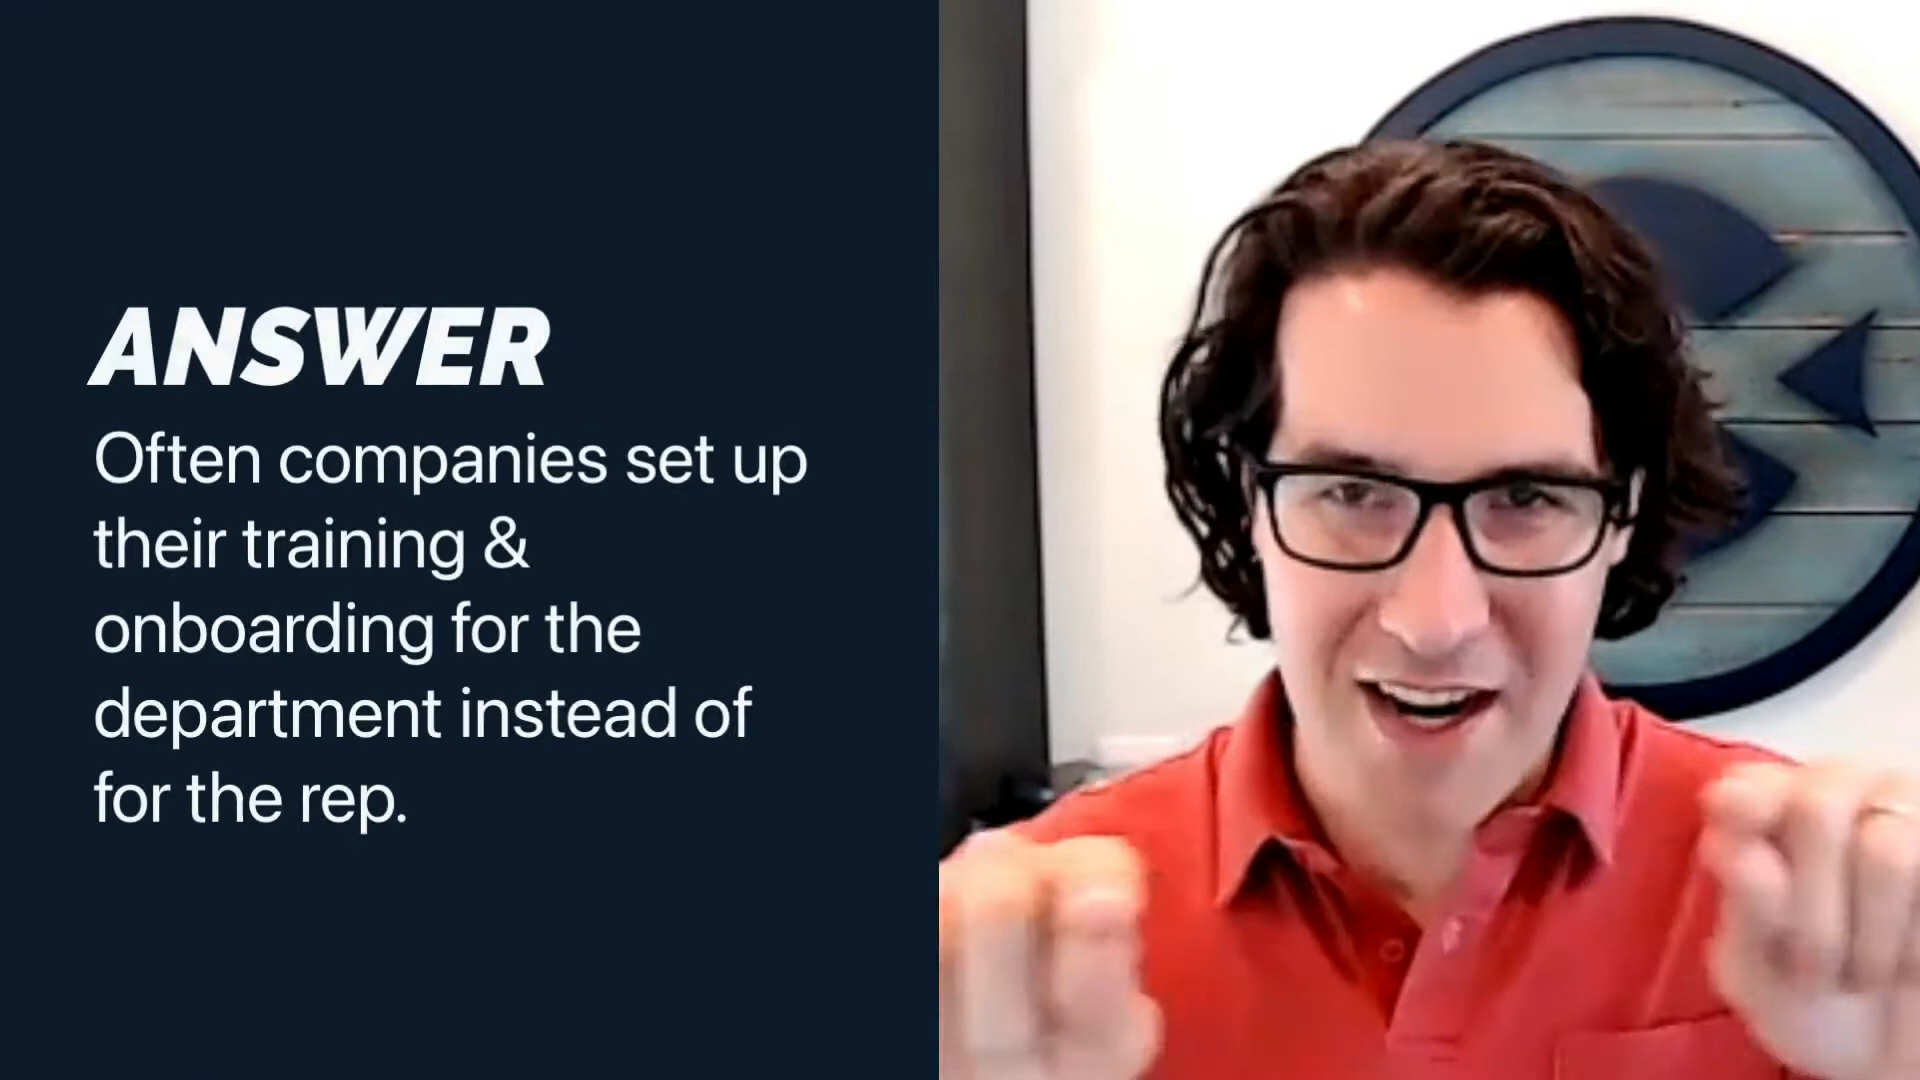 ANSWER
Often companies set up
their training &
onboarding for the
department instead of
for the rep.